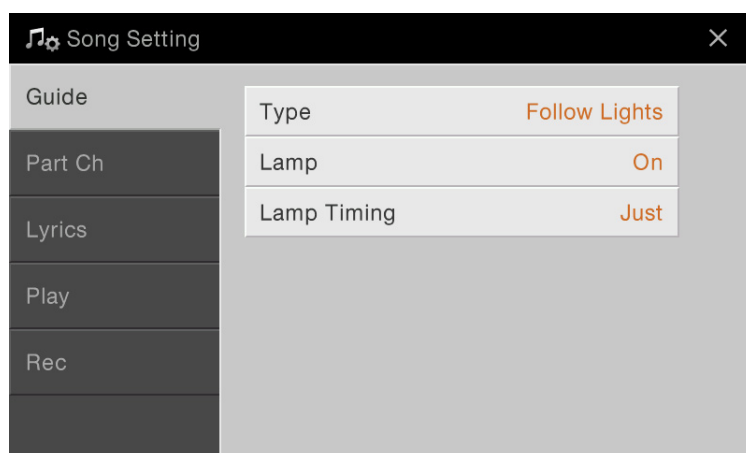 Song Setting
Guide
Type Follow Lights
Part Ch
Lamp On
Lyrics
Lamp Timing Just
Play
Rec